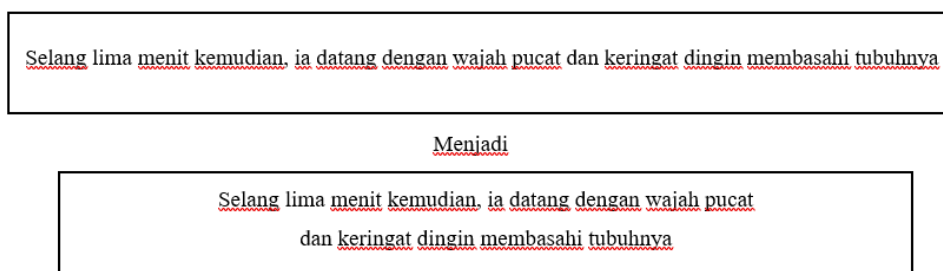 Selang lima menit kemudian, ia datang dengan wajah pucat dan keringat dingin membasahi tubuhnya
Menjadi
Selang lima menit kemudian, ia datang dengan wajah pucat
dan keringat dingin membasahi tubuhnya